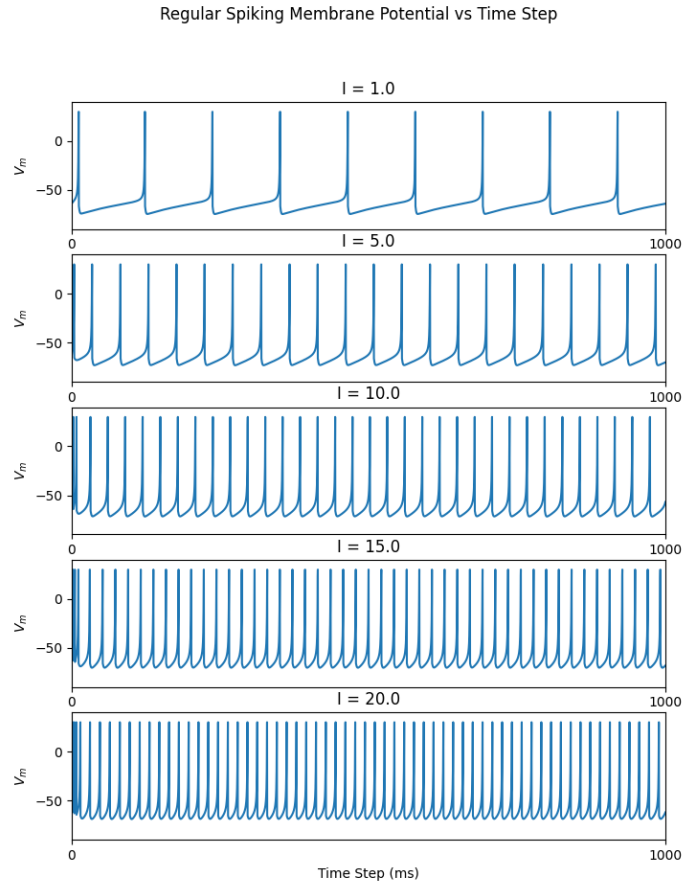 Regular Spiking Membrane Potential vs Time Step
I = 1.0
0
−50
V_m
0 1000
I = 5.0
0
−50
V_m
0 1000
I = 10.0
0
−50
V_m
0 1000
I = 15.0
0
−50
V_m
0 1000
I = 20.0
0
−50
V_m
0 1000
Time Step (ms)